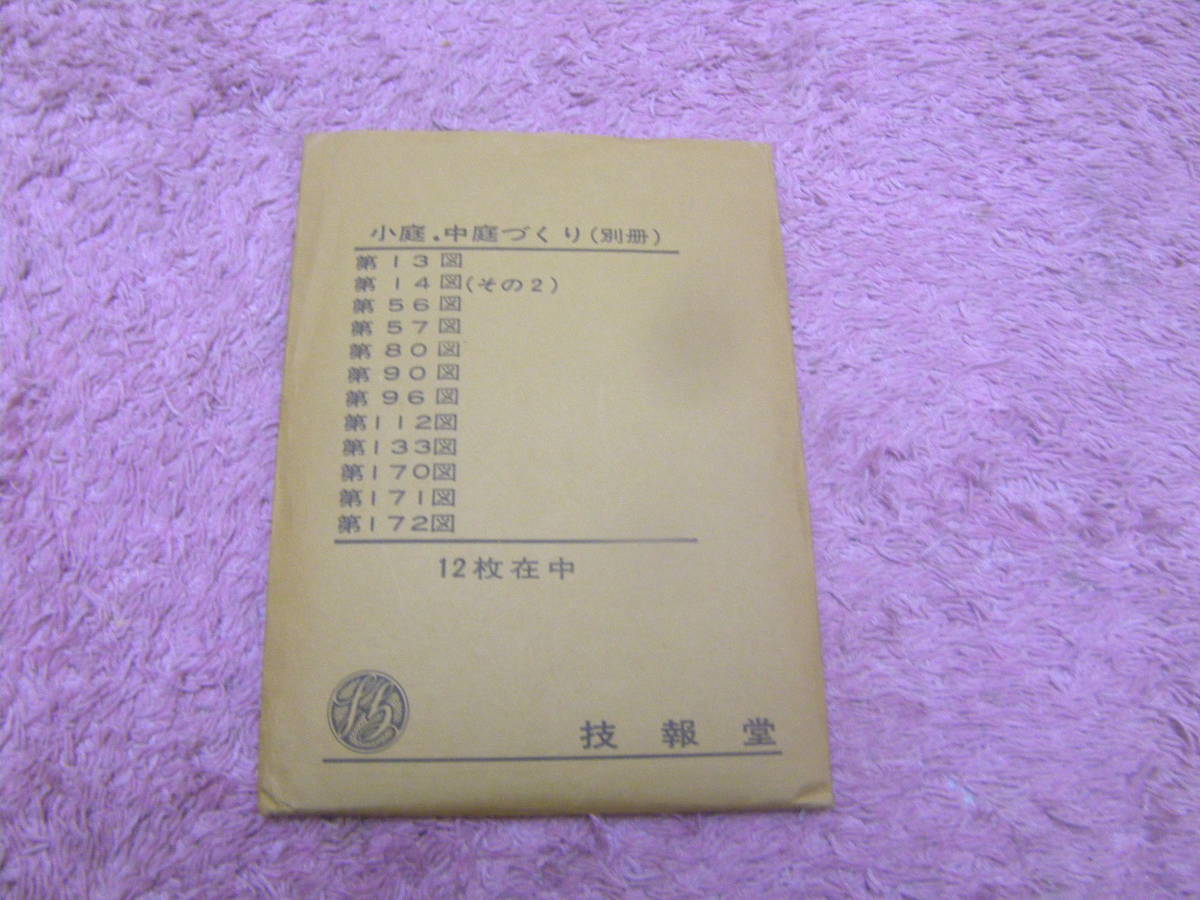 小庭.中庭づくり(別冊)
第13図
第14図(その2)
第56図
第57図
第80図
第90図
第96図
第112図
第133図
第170図
第171図
第172図
12枚在中
技報堂